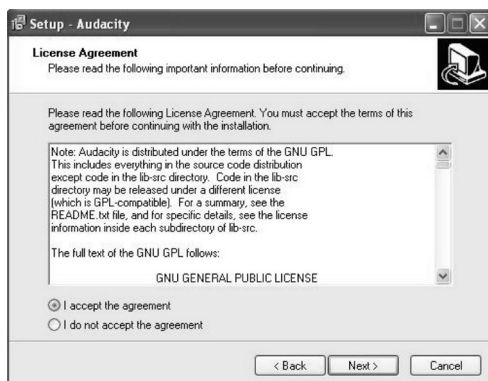 Setup - Audacity
License Agreement
Please read the following important information before continuing.
Please read the following License Agreement. You must accept the terms of this
agreement before continuing with the installation.
Note: Audacity is distributed under the terms of the GNU GPL.
This includes everything in the source code distribution
except code in the lib-src directory. Code in the lib-src
directory may be released under a different license
(which is GPL-compatible). For a summary, see the
README.txt file, and for specific details, see the license
information inside each subdirectory of lib-src.
The full text of the GNU GPL follows:
GNU GENERAL PUBLIC LICENSE
I accept the agreement
I do not accept the agreement
< Back Next > Cancel